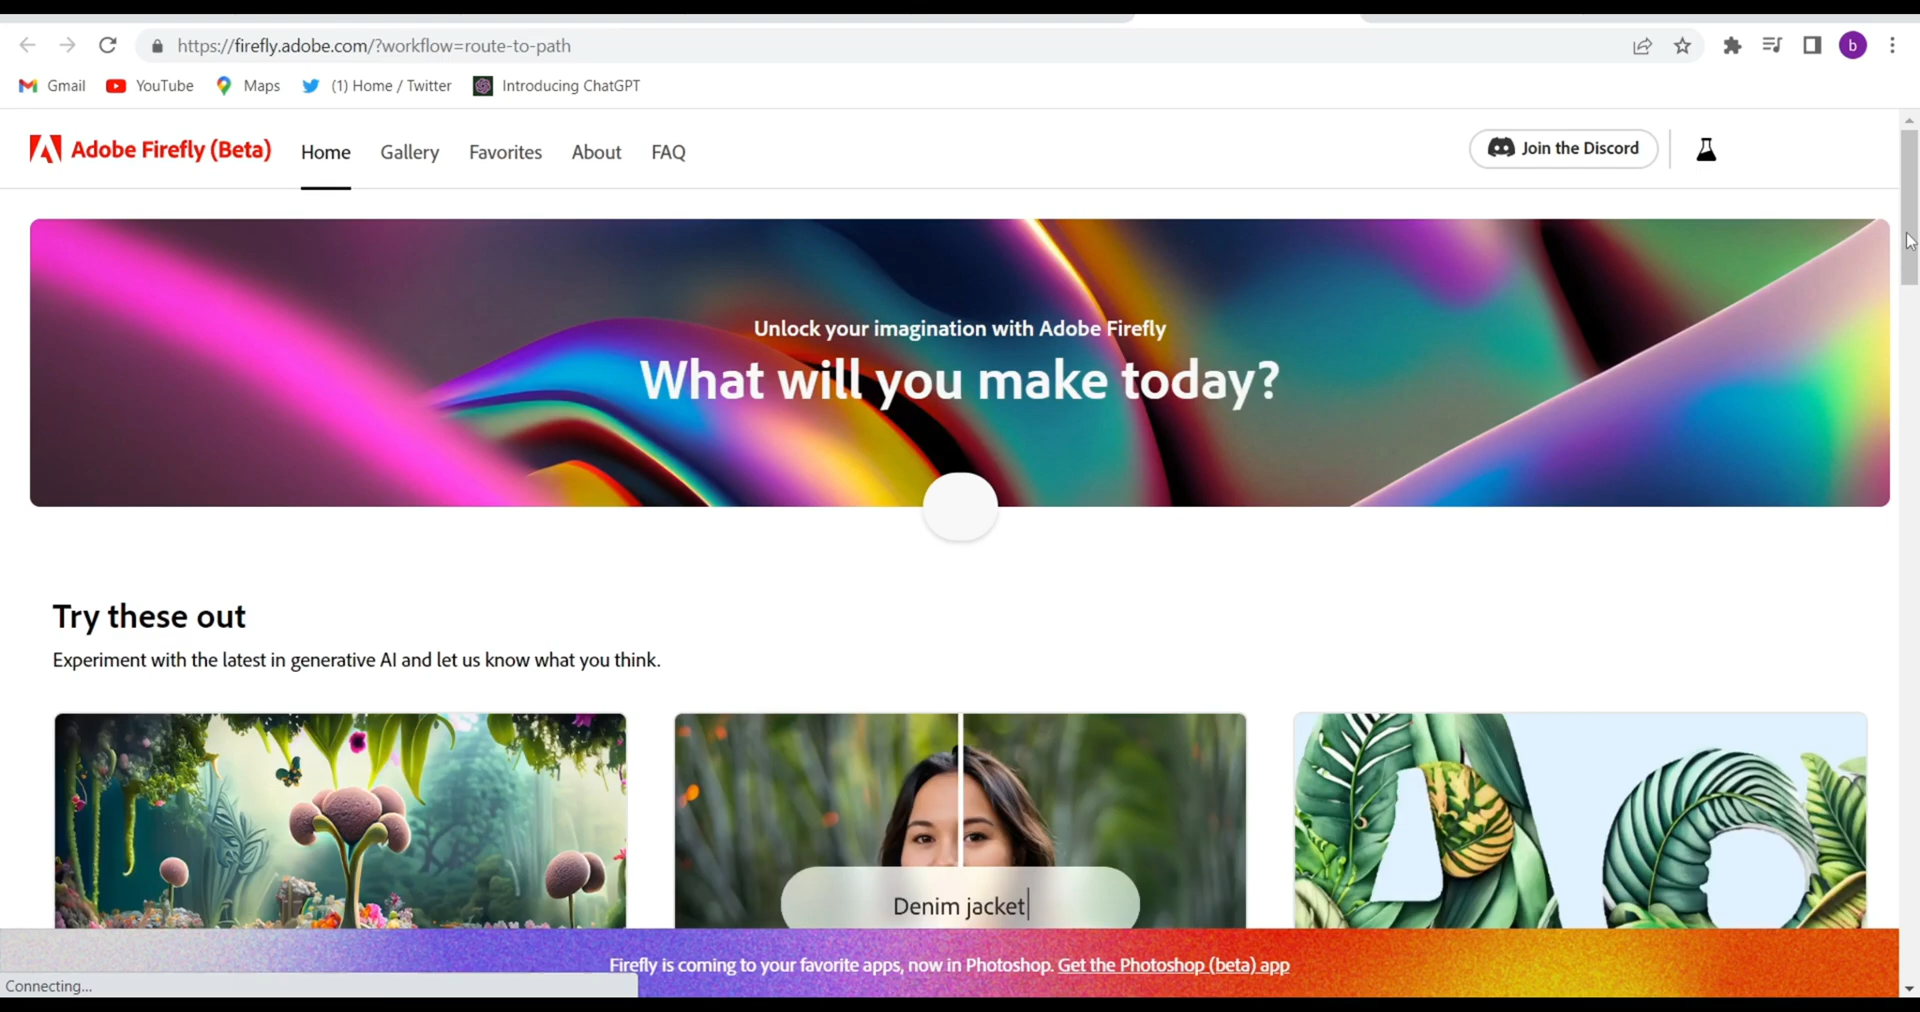 https://firefly.adobe.com/?workflow=route-to-path
b
Gmail YouTube Maps (1) Home / Twitter Introducing ChatGPT
Adobe Firefly (Beta) Home Gallery Favorites About FAQ Join the Discord
Unlock your imagination with Adobe Firefly
What will you make today?
Try these out
Experiment with the latest in generative AI and let us know what you think.
Denim jacket
Firefly is coming to your favorite apps, now in Photoshop. Get the Photoshop (beta) app
Connecting...